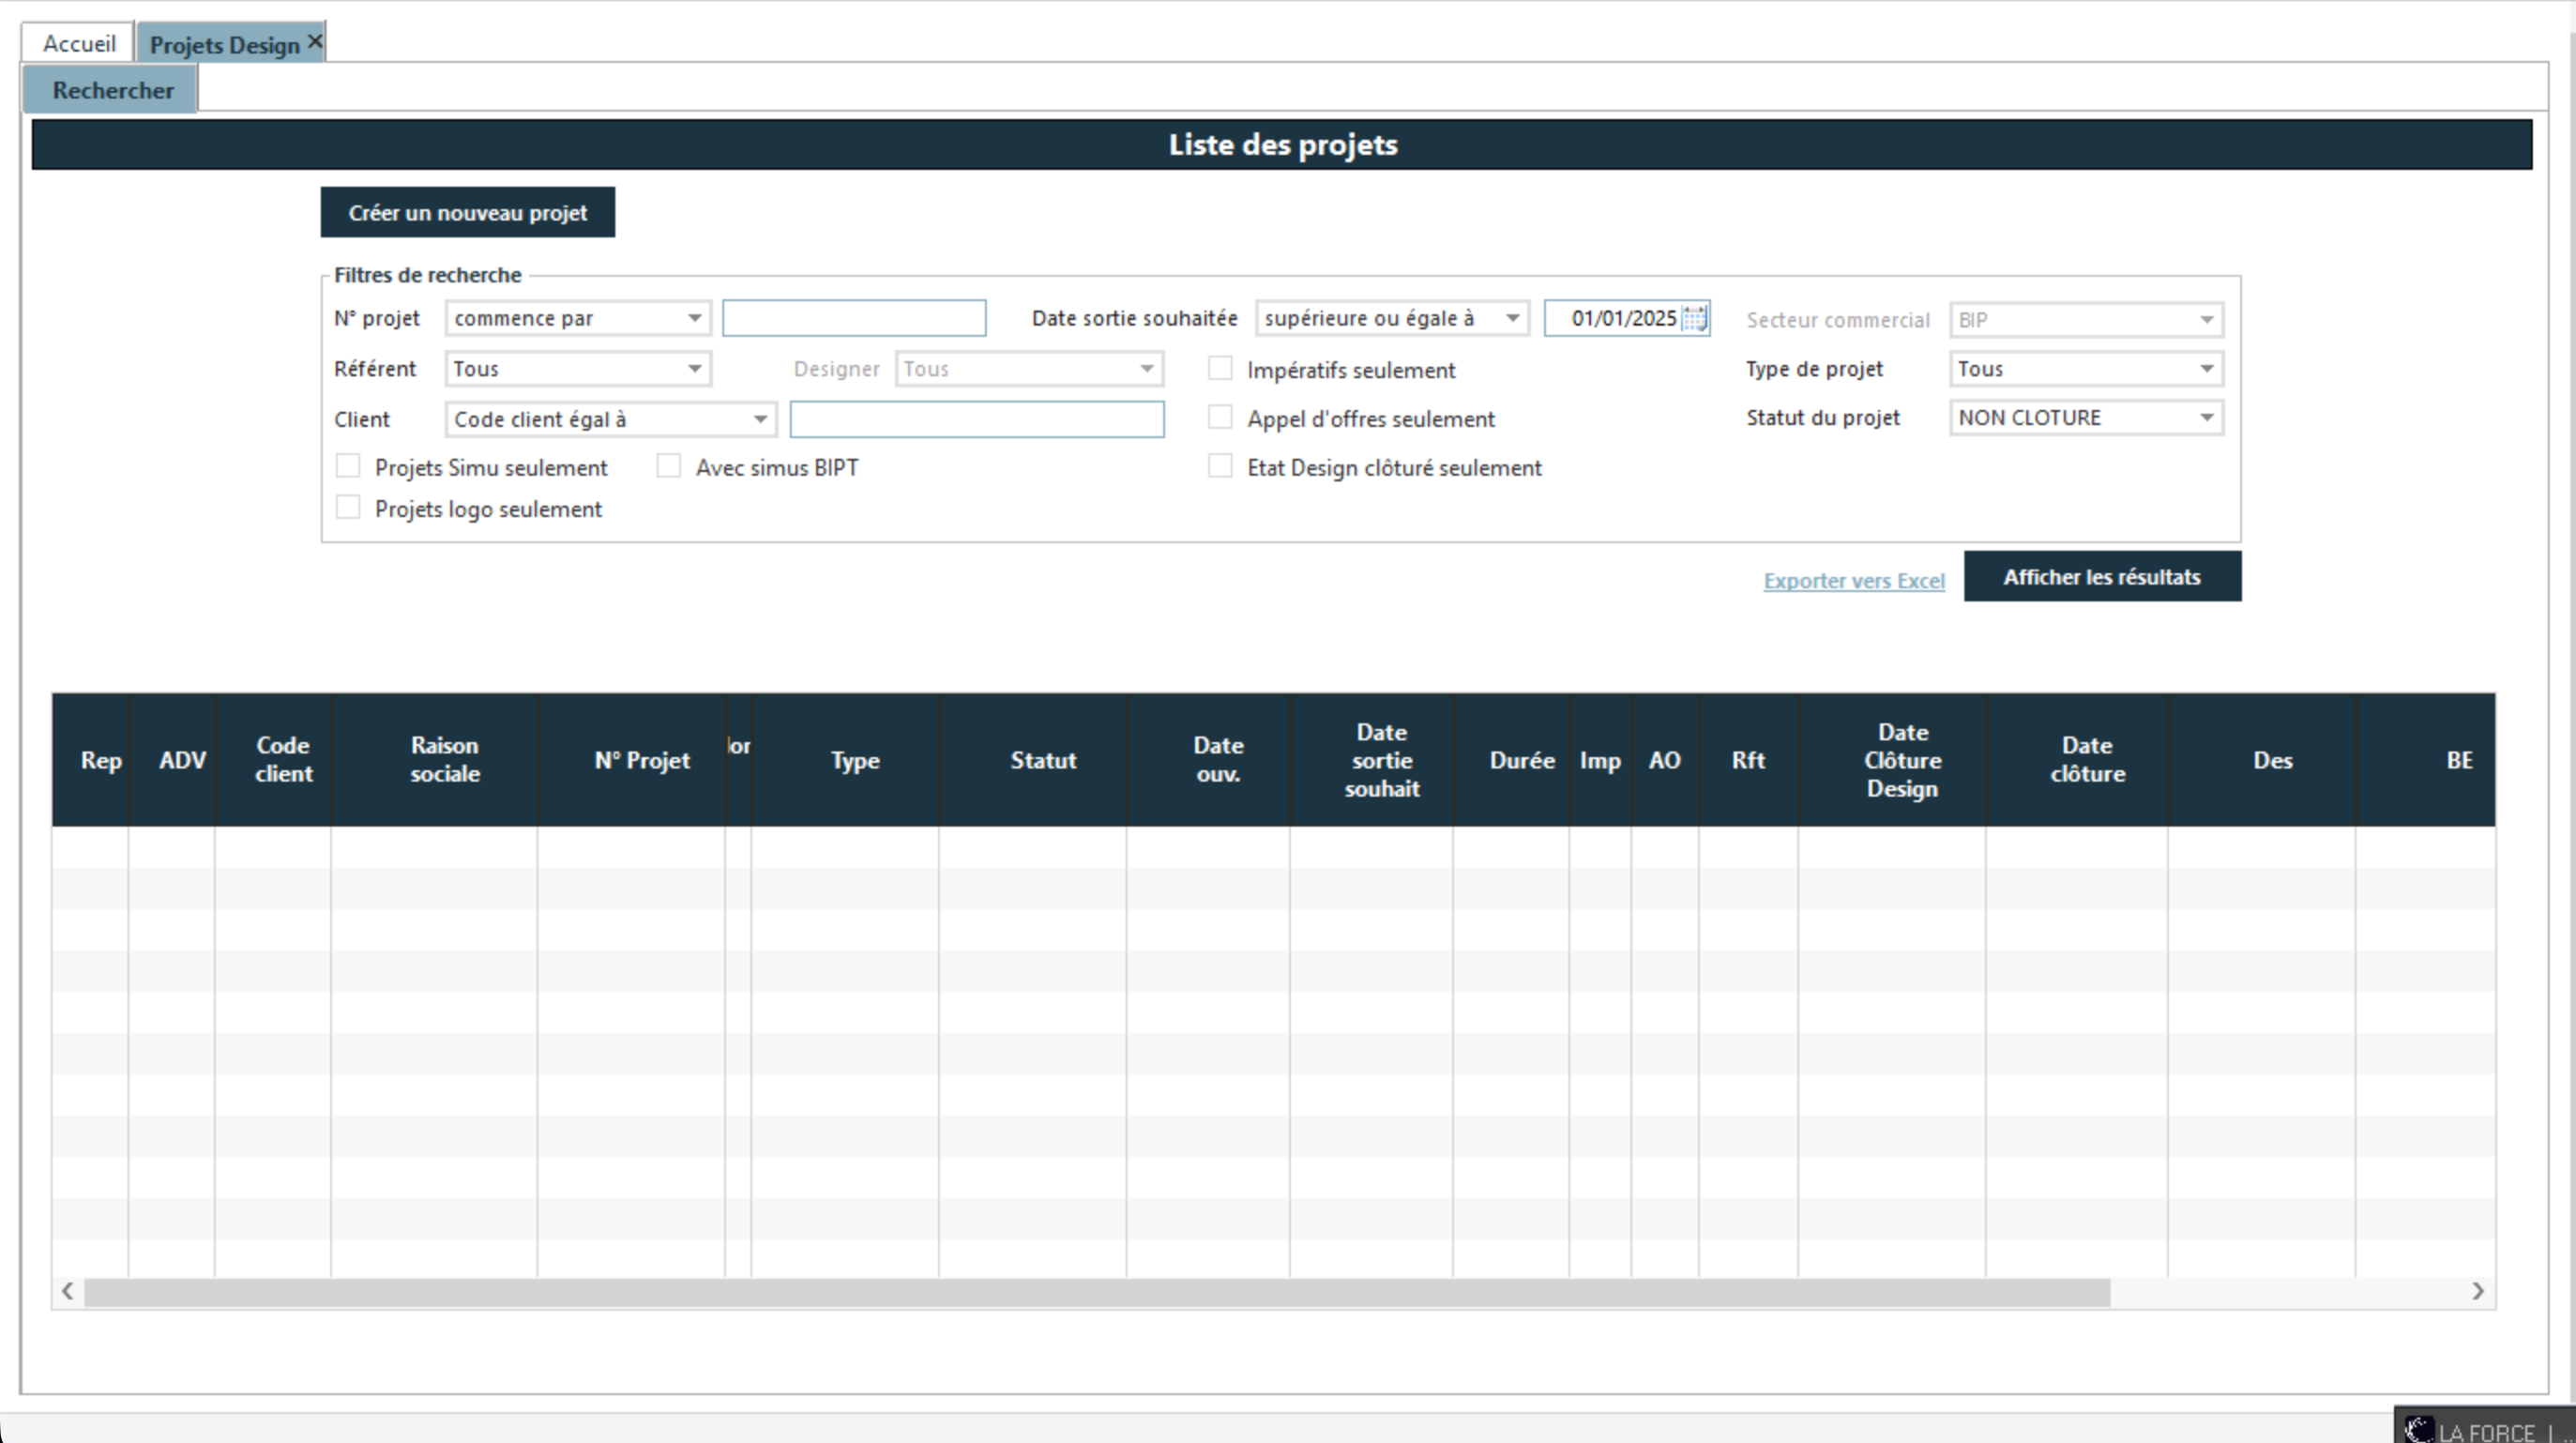 Accueil
Projets Design
Rechercher
Liste des projets
Créer un nouveau projet
Filtres de recherche
N° projet commence par Date sortie souhaitée supérieure ou égale à 01/01/2025 Secteur commercial BIP
Référent Tous Designer Tous Impératifs seulement Type de projet Tous
Client Code client égal à Appel d'offres seulement Statut du projet NON CLOTURE
Projets Simu seulement Avec simus BIPT Etat Design clôturé seulement
Projets logo seulement
Exporter vers Excel Afficher les résultats
Rep
ADV
Code
client
Raison
sociale
N° Projet
Type
Statut
Date
ouv.
Date
sortie
souhait
Durée
Imp
AO
Rft
Date
Clôture
Design
Date
clôture
Des
BE
LA FORCE |